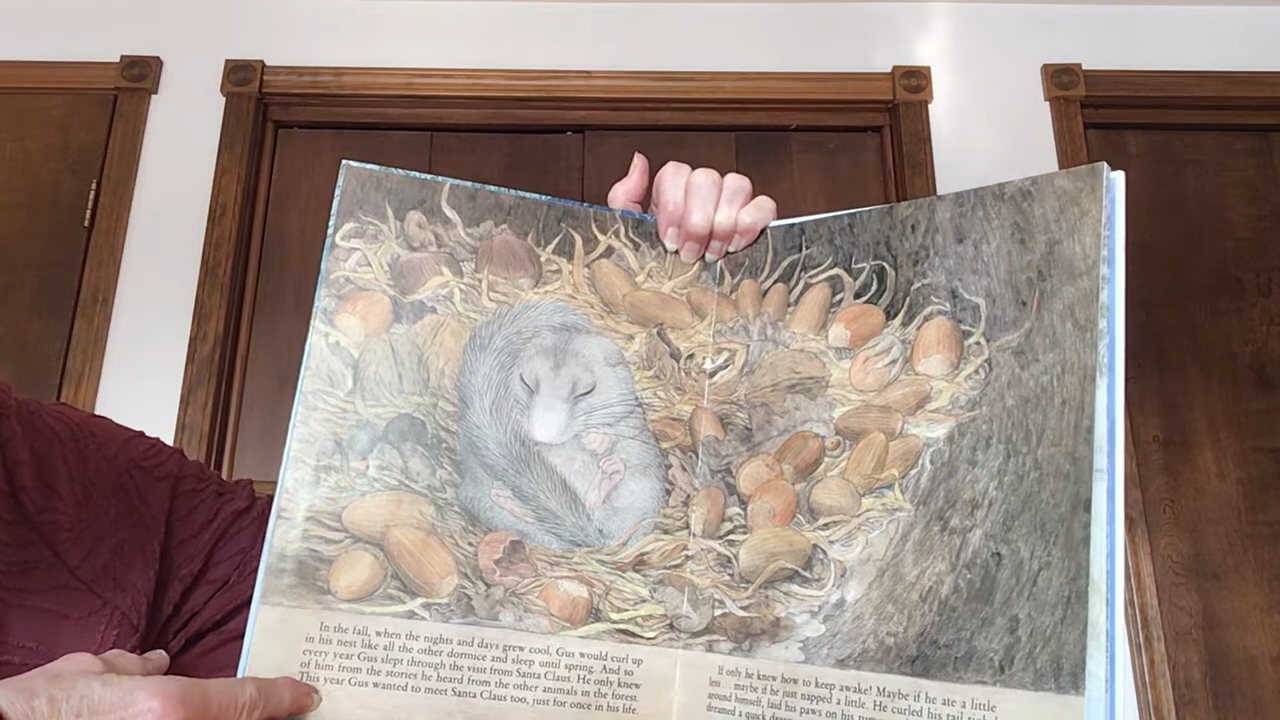 In the fall, when the nights and days grew cool, Gus would curl up
in his nest like all the other dormice and sleep until spring. And so
every year Gus slept through the visit from Santa Claus. He only knew
of him from the stories he heard from the other animals in the forest.
This year Gus wanted to meet Santa Claus too, just for once in his life.
If only he knew how to keep awake! Maybe if he ate a little
less... maybe if he just napped a little. He curled his tail
around himself, laid his paws on his
dreamed a quick